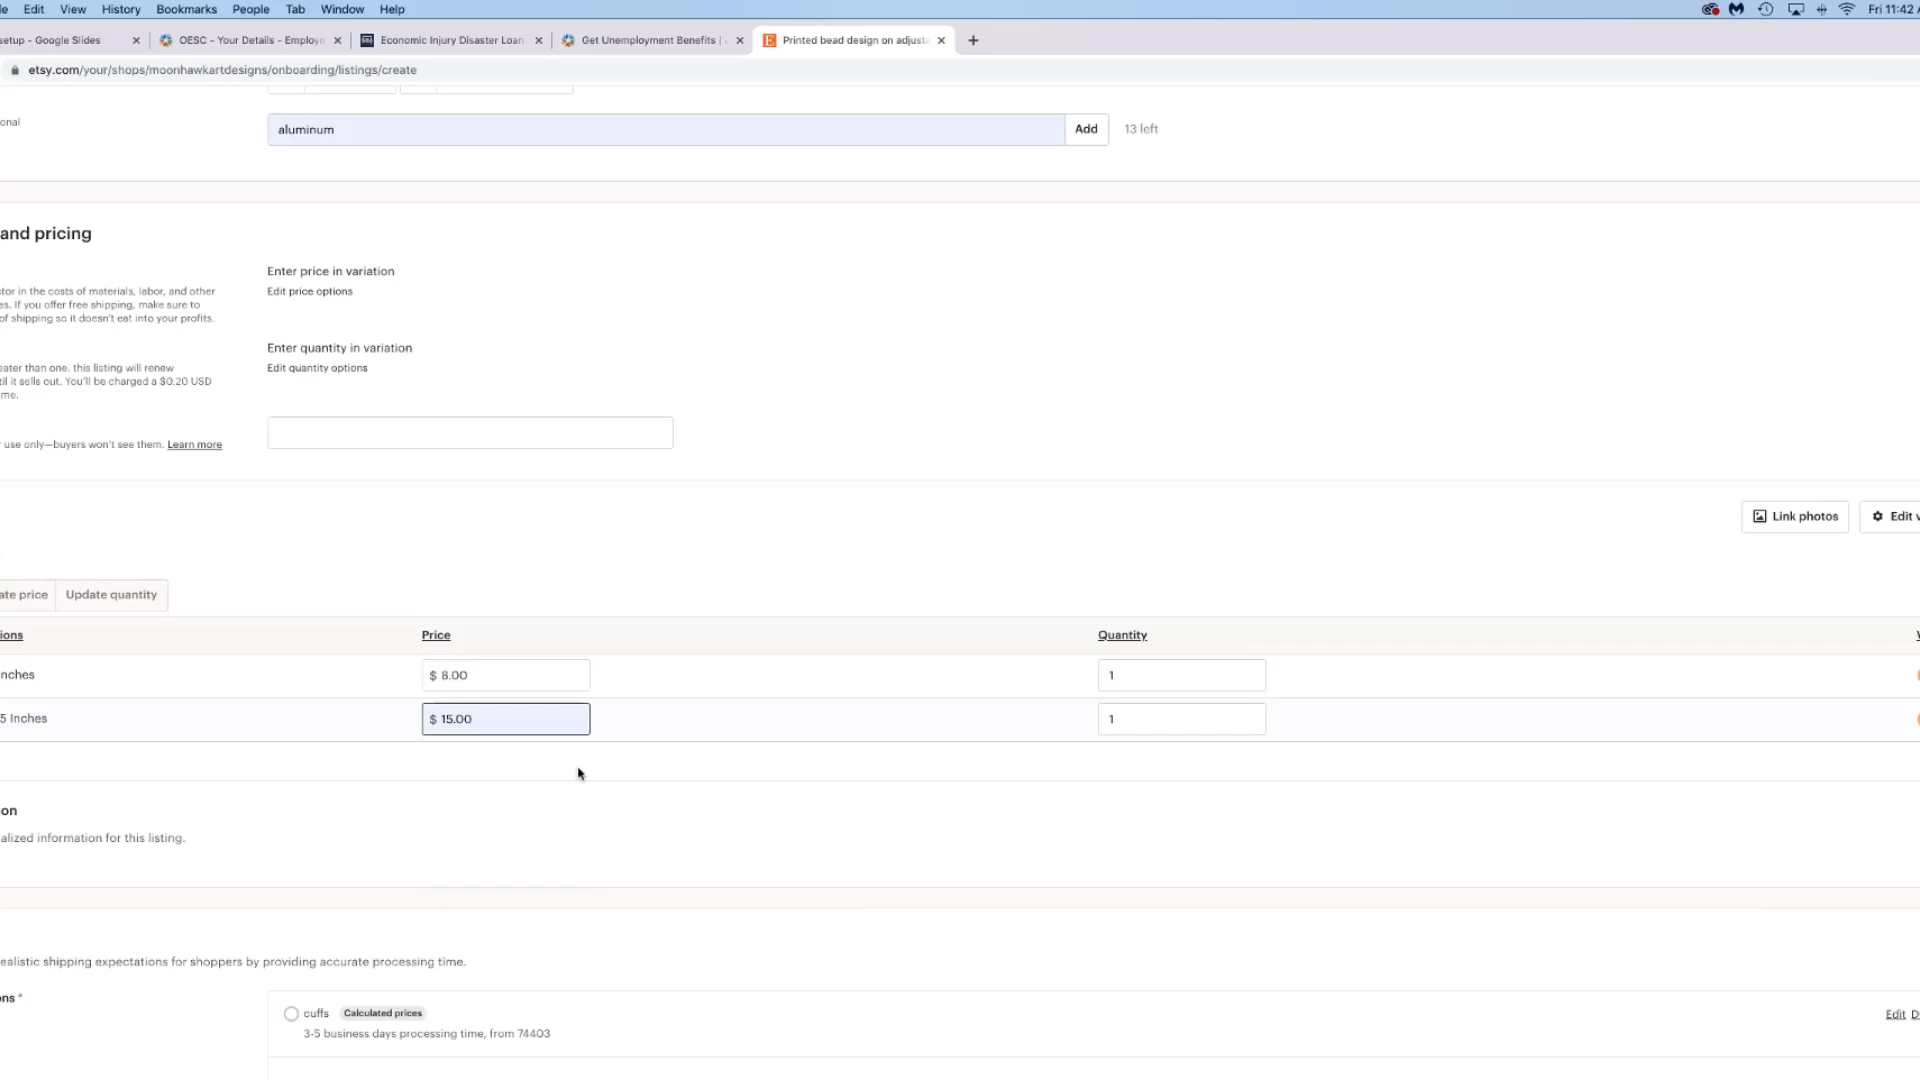 le Edit View History Bookmarks People Tab Window Help Fri 11:42 A
setup - Google Slides OESC – Your Details - Employn Economic Injury Disaster Loan Get Unemployment Benefits | Printed bead design on adjusta
etsy.com/your/shops/moonhawkartdesigns/onboarding/listings/create
onal
aluminum Add 13 left
and pricing
Enter price in variation
Edit price options
tor in the costs of materials, labor, and other
es. If you offer free shipping, make sure to
of shipping so it doesn't eat into your profits.
Enter quantity in variation
Edit quantity options
eater than one, this listing will renew
til it sells out. You'll be charged a $0.20 USD
me.
r use only—buyers won't see them. Learn more
Link photos Edit v
ate price Update quantity
ions Price Quantity
nches $ 8.00 1
5 Inches $ 15.00 1
on
alized information for this listing.
ealistic shipping expectations for shoppers by providing accurate processing time.
ons *
cuffs Calculated prices Edit D
3-5 business days processing time, from 74403